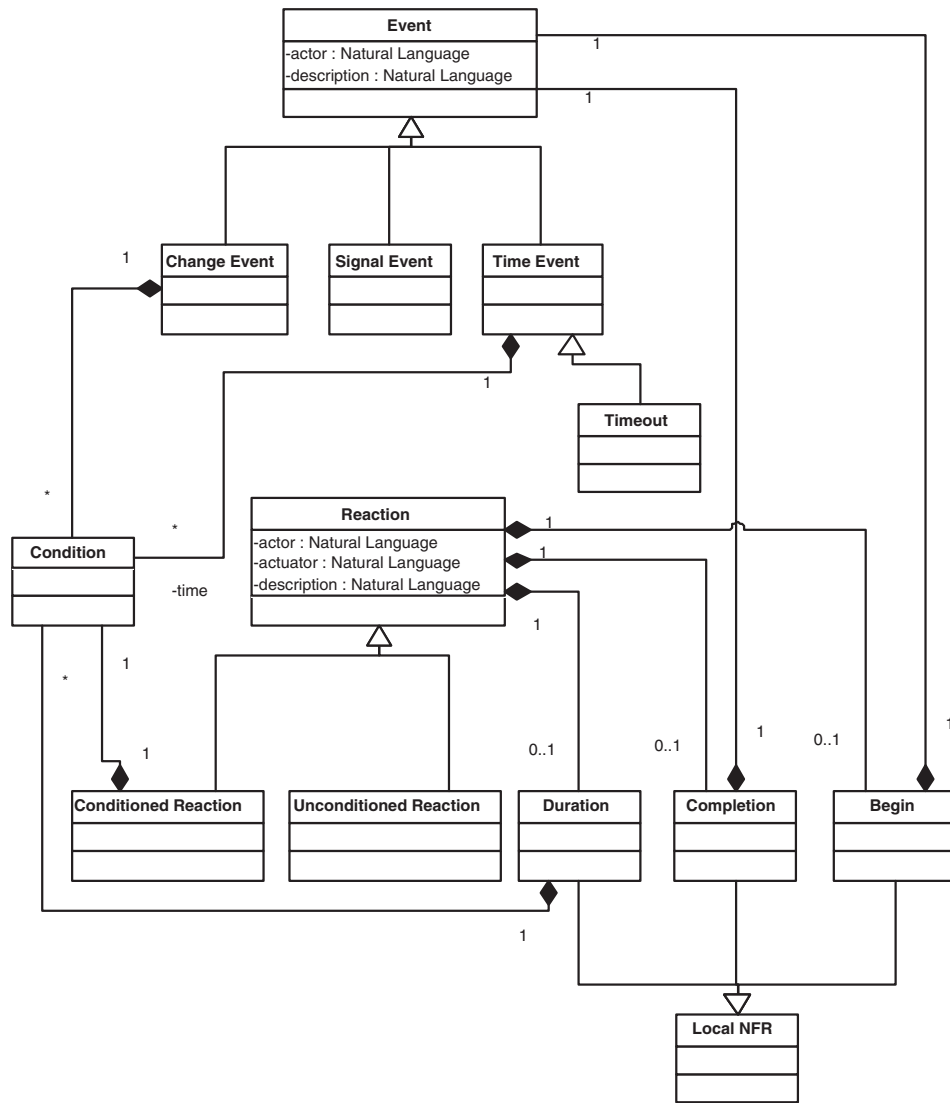 Event
-actor : Natural Language
-description : Natural Language
1
1
1
Change Event
Signal Event
Time Event
1
Timeout
*
*
Reaction
-actor : Natural Language
-actuator : Natural Language
-description : Natural Language
1
1
1
Condition
-time
*
1
1
0..1
0..1
1
0..1
1
Conditioned Reaction
Unconditioned Reaction
Duration
Completion
Begin
1
Local NFR